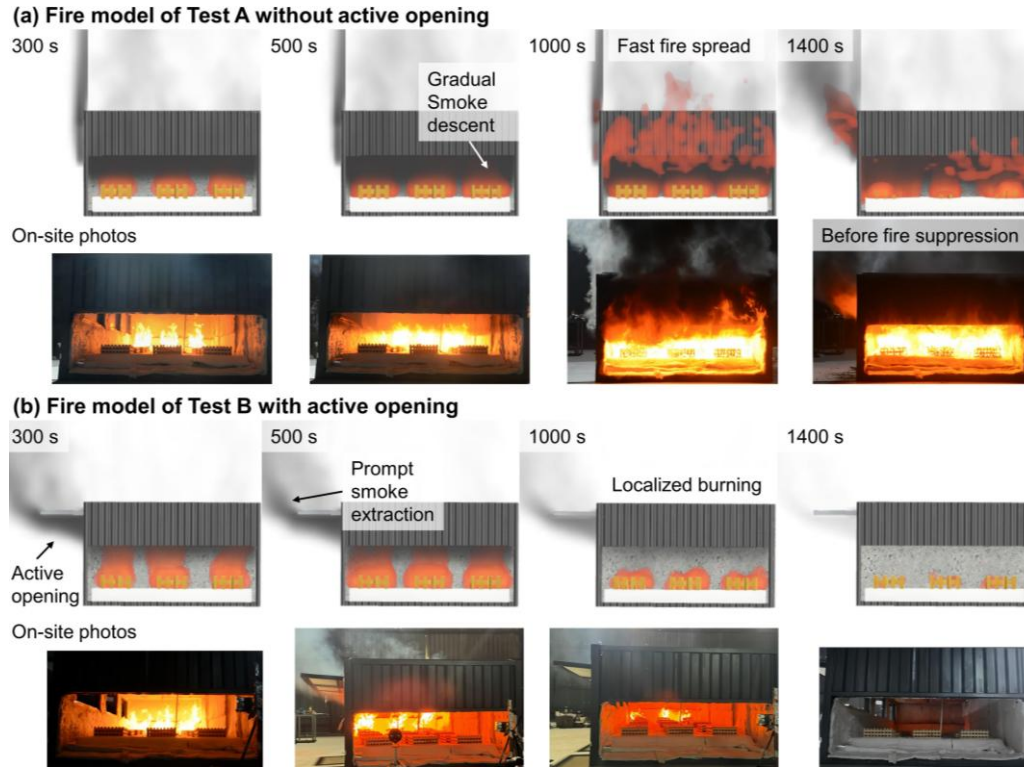 (a) Fire model of Test A without active opening
300 s
500 s
1000 s
Fast fire spread
1400 s
Gradual
Smoke
descent
On-site photos
Before fire suppression
(b) Fire model of Test B with active opening
300 s
500 s
1000 s
1400 s
Prompt
smoke
extraction
Localized burning
Active
opening
On-site photos